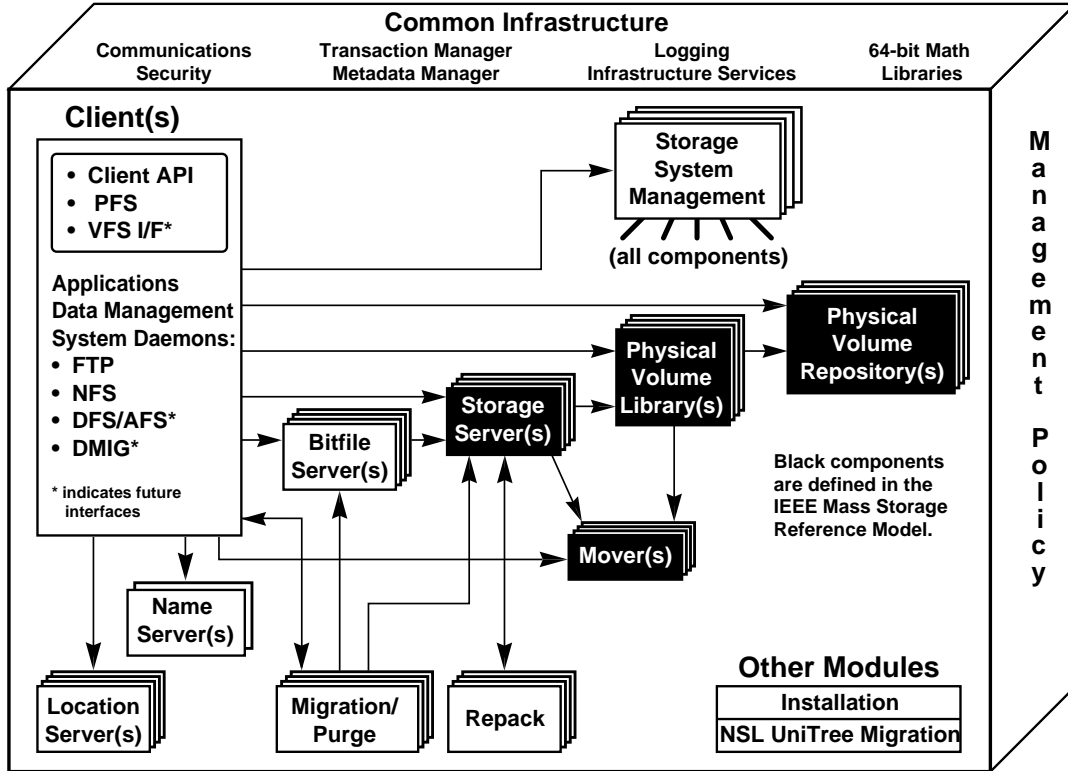 Common Infrastructure
Communications
Security
Transaction Manager
Metadata Manager
Logging
Infrastructure Services
64-bit Math
Libraries
Client(s)
• Client API
• PFS
• VFS I/F*
Applications
Data Management
System Daemons:
• FTP
• NFS
• DFS/AFS*
• DMIG*
* indicates future
interfaces
Storage
System
Management
(all components)
Physical
Volume
Repository(s)
Physical
Volume
Library(s)
Storage
Server(s)
Bitfile
Server(s)
Mover(s)
Black components
are defined in the
IEEE Mass Storage
Reference Model.
Name
Server(s)
Location
Server(s)
Migration/
Purge
Repack
Other Modules
Installation
NSL UniTree Migration
Management Policy